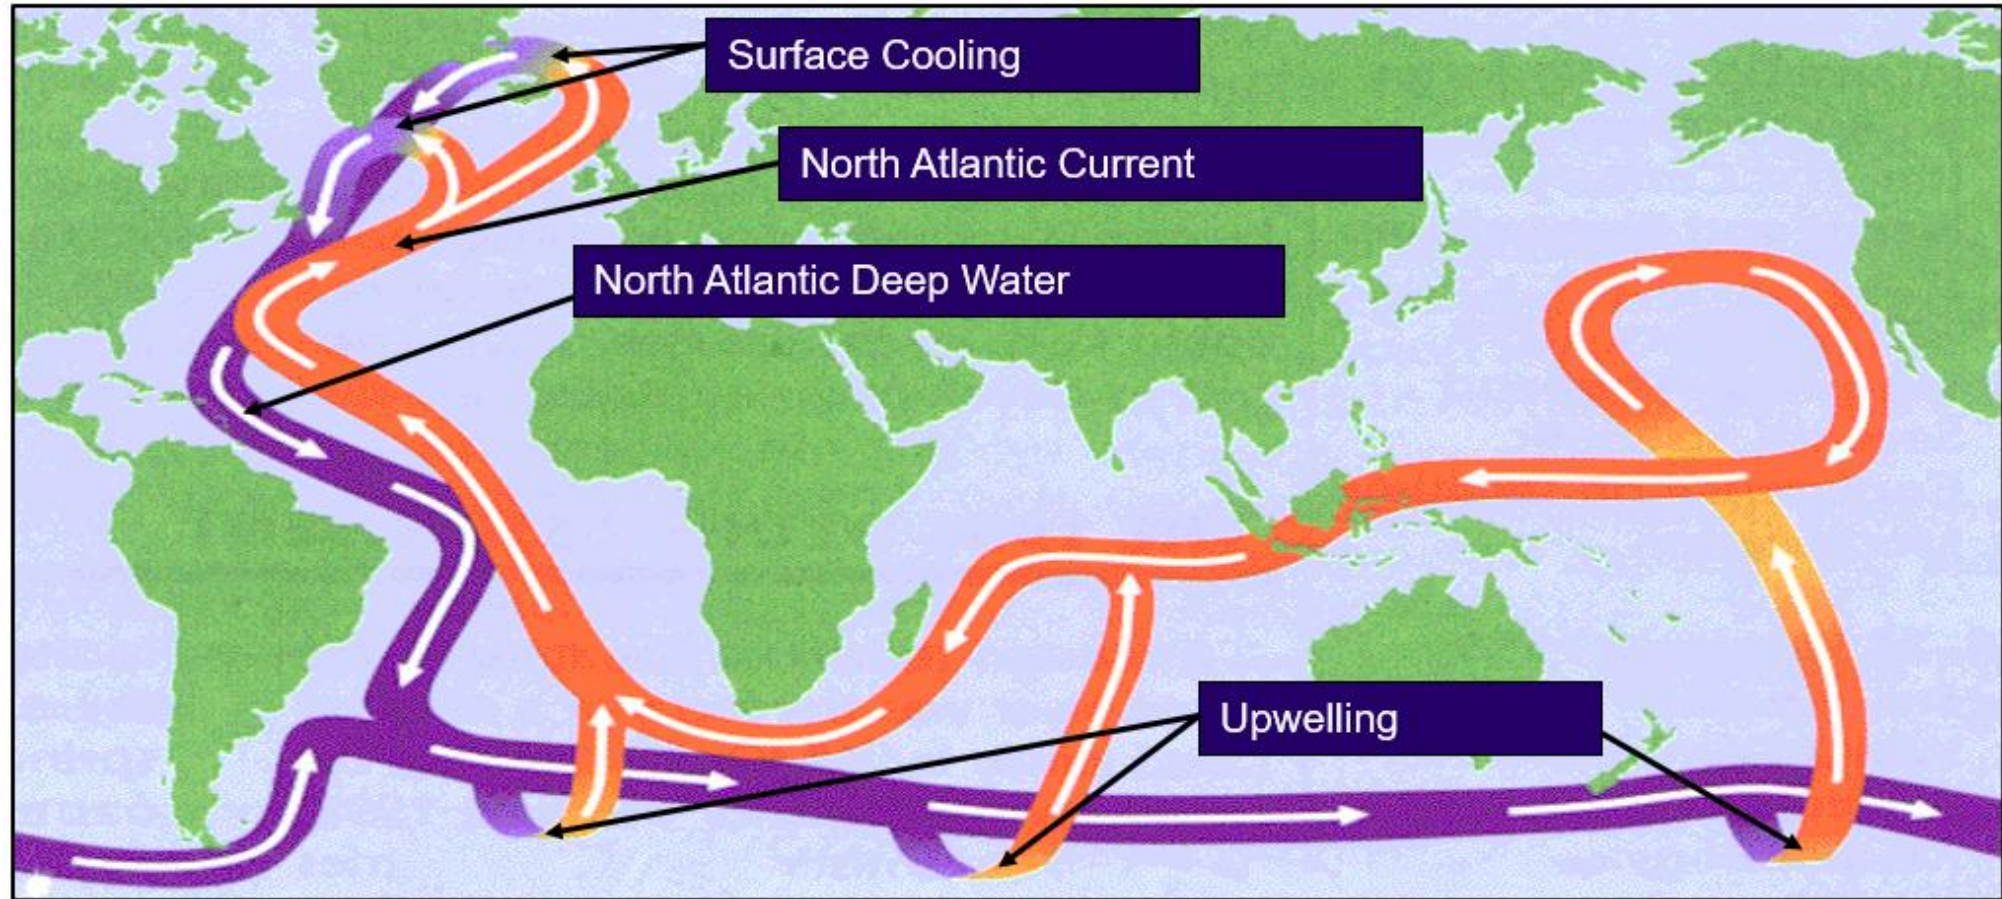 Surface Cooling
North Atlantic Current
North Atlantic Deep Water
Upwelling